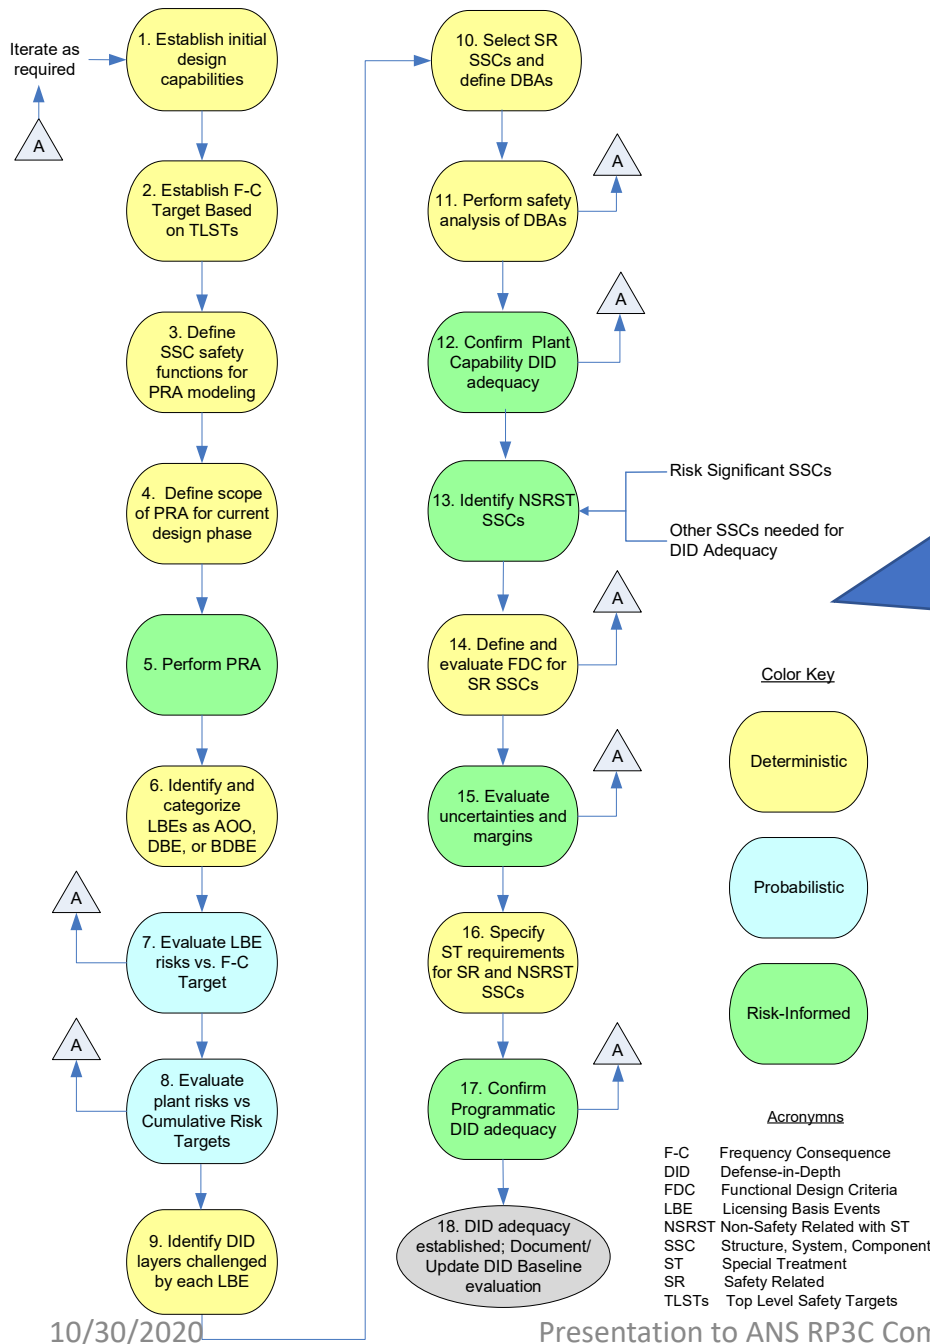 Iterate as
required
A
1. Establish initial
design
capabilities
2. Establish F-C
Target Based
on TLSTs
3. Define
SSC safety
functions for
PRA modeling
4. Define scope
of PRA for current
design phase
5. Perform PRA
6. Identify and
categorize
LBEs as AOO,
DBE, or BDBE
A
7. Evaluate LBE
risks vs. F-C
Target
A
8. Evaluate
plant risks vs
Cumulative Risk
Targets
9. Identify DID
layers challenged
by each LBE
10. Select SR
SSCs and
define DBAs
A
11. Perform safety
analysis of DBAs
A
12. Confirm Plant
Capability DID
adequacy
13. Identify NSRST
SSCs
Risk Significant SSCs
Other SSCs needed for
DID Adequacy
A
14. Define and
evaluate FDC for
SR SSCs
A
15. Evaluate
uncertainties and
margins
16. Specify
ST requirements
for SR and NSRST
SSCs
A
17. Confirm
Programmatic
DID adequacy
18. DID adequacy
established; Document/
Update DID Baseline
evaluation
Color Key
Deterministic
Probabilistic
Risk-Informed
Acronymns
F-C Frequency Consequence
DID Defense-in-Depth
FDC Functional Design Criteria
LBE Licensing Basis Events
NSRST Non-Safety Related with ST
SSC Structure, System, Component
ST Special Treatment
SR Safety Related
TLSTs Top Level Safety Targets
10/30/2020
Presentation to ANS RP3C Com